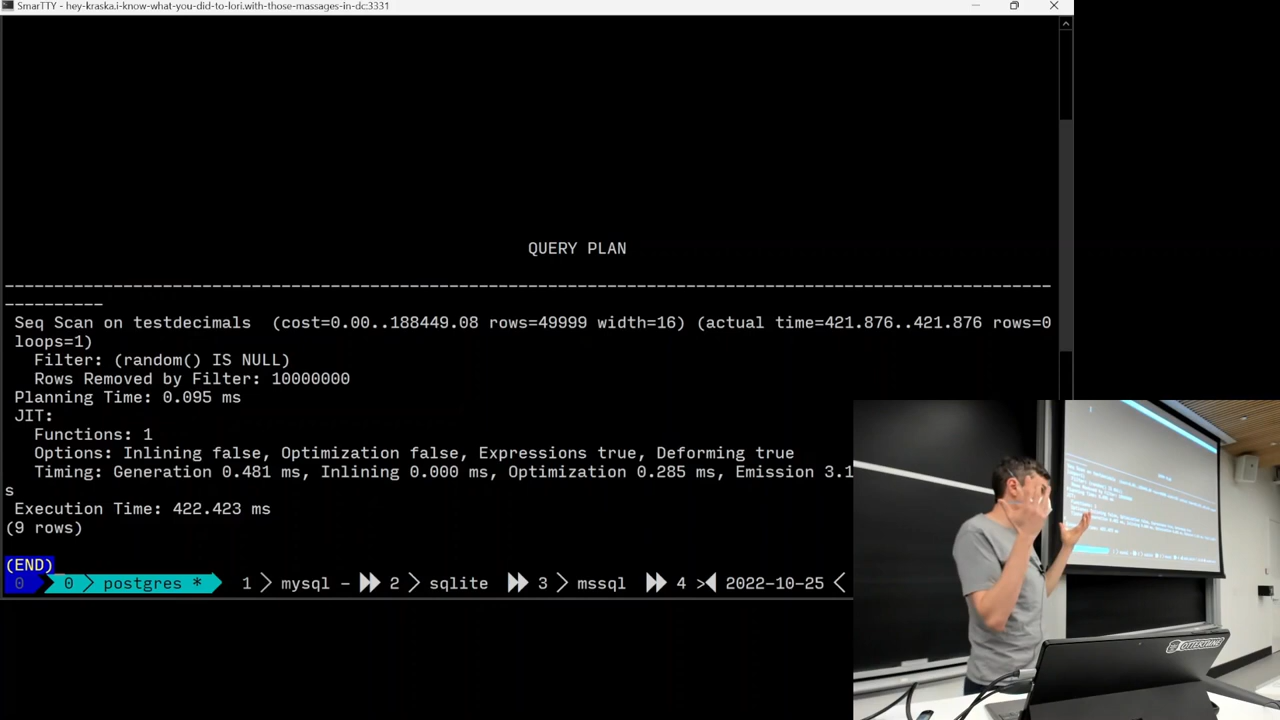 SmarTTY - hey-kraska.i-know-what-you-did-to-lori.with-those-massages-in-dc:3331
QUERY PLAN
---------------------------------------------------------------------------------------------------------
----------
Seq Scan on testdecimals  (cost=0.00..188449.08 rows=49999 width=16) (actual time=421.876..421.876 rows=0
loops=1)
Filter: (random() IS NULL)
Rows Removed by Filter: 10000000
Planning Time: 0.095 ms
JIT:
Functions: 1
Options: Inlining false, Optimization false, Expressions true, Deforming true
Timing: Generation 0.481 ms, Inlining 0.000 ms, Optimization 0.285 ms, Emission 3.1
s
Execution Time: 422.423 ms
(9 rows)
(END)
0 0 postgres * 1 mysql - 2 sqlite 3 mssql 4 > 2022-10-25 <
OTTERTUNE